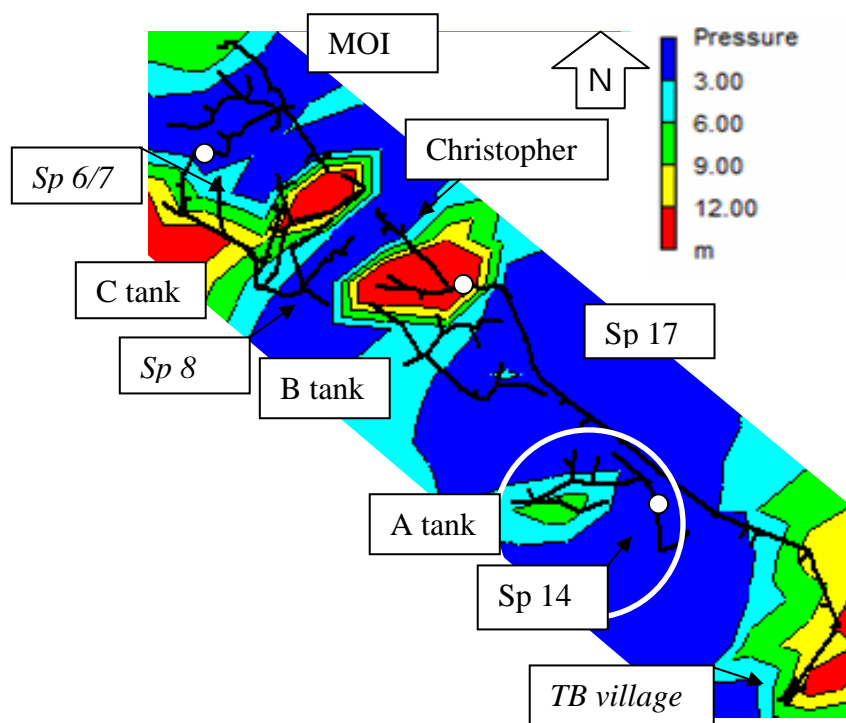 MOI
N
Pressure
3.00
6.00
9.00
12.00
m
Christopher
Sp 6/7
C tank
Sp 17
Sp 8
B tank
A tank
Sp 14
TB village